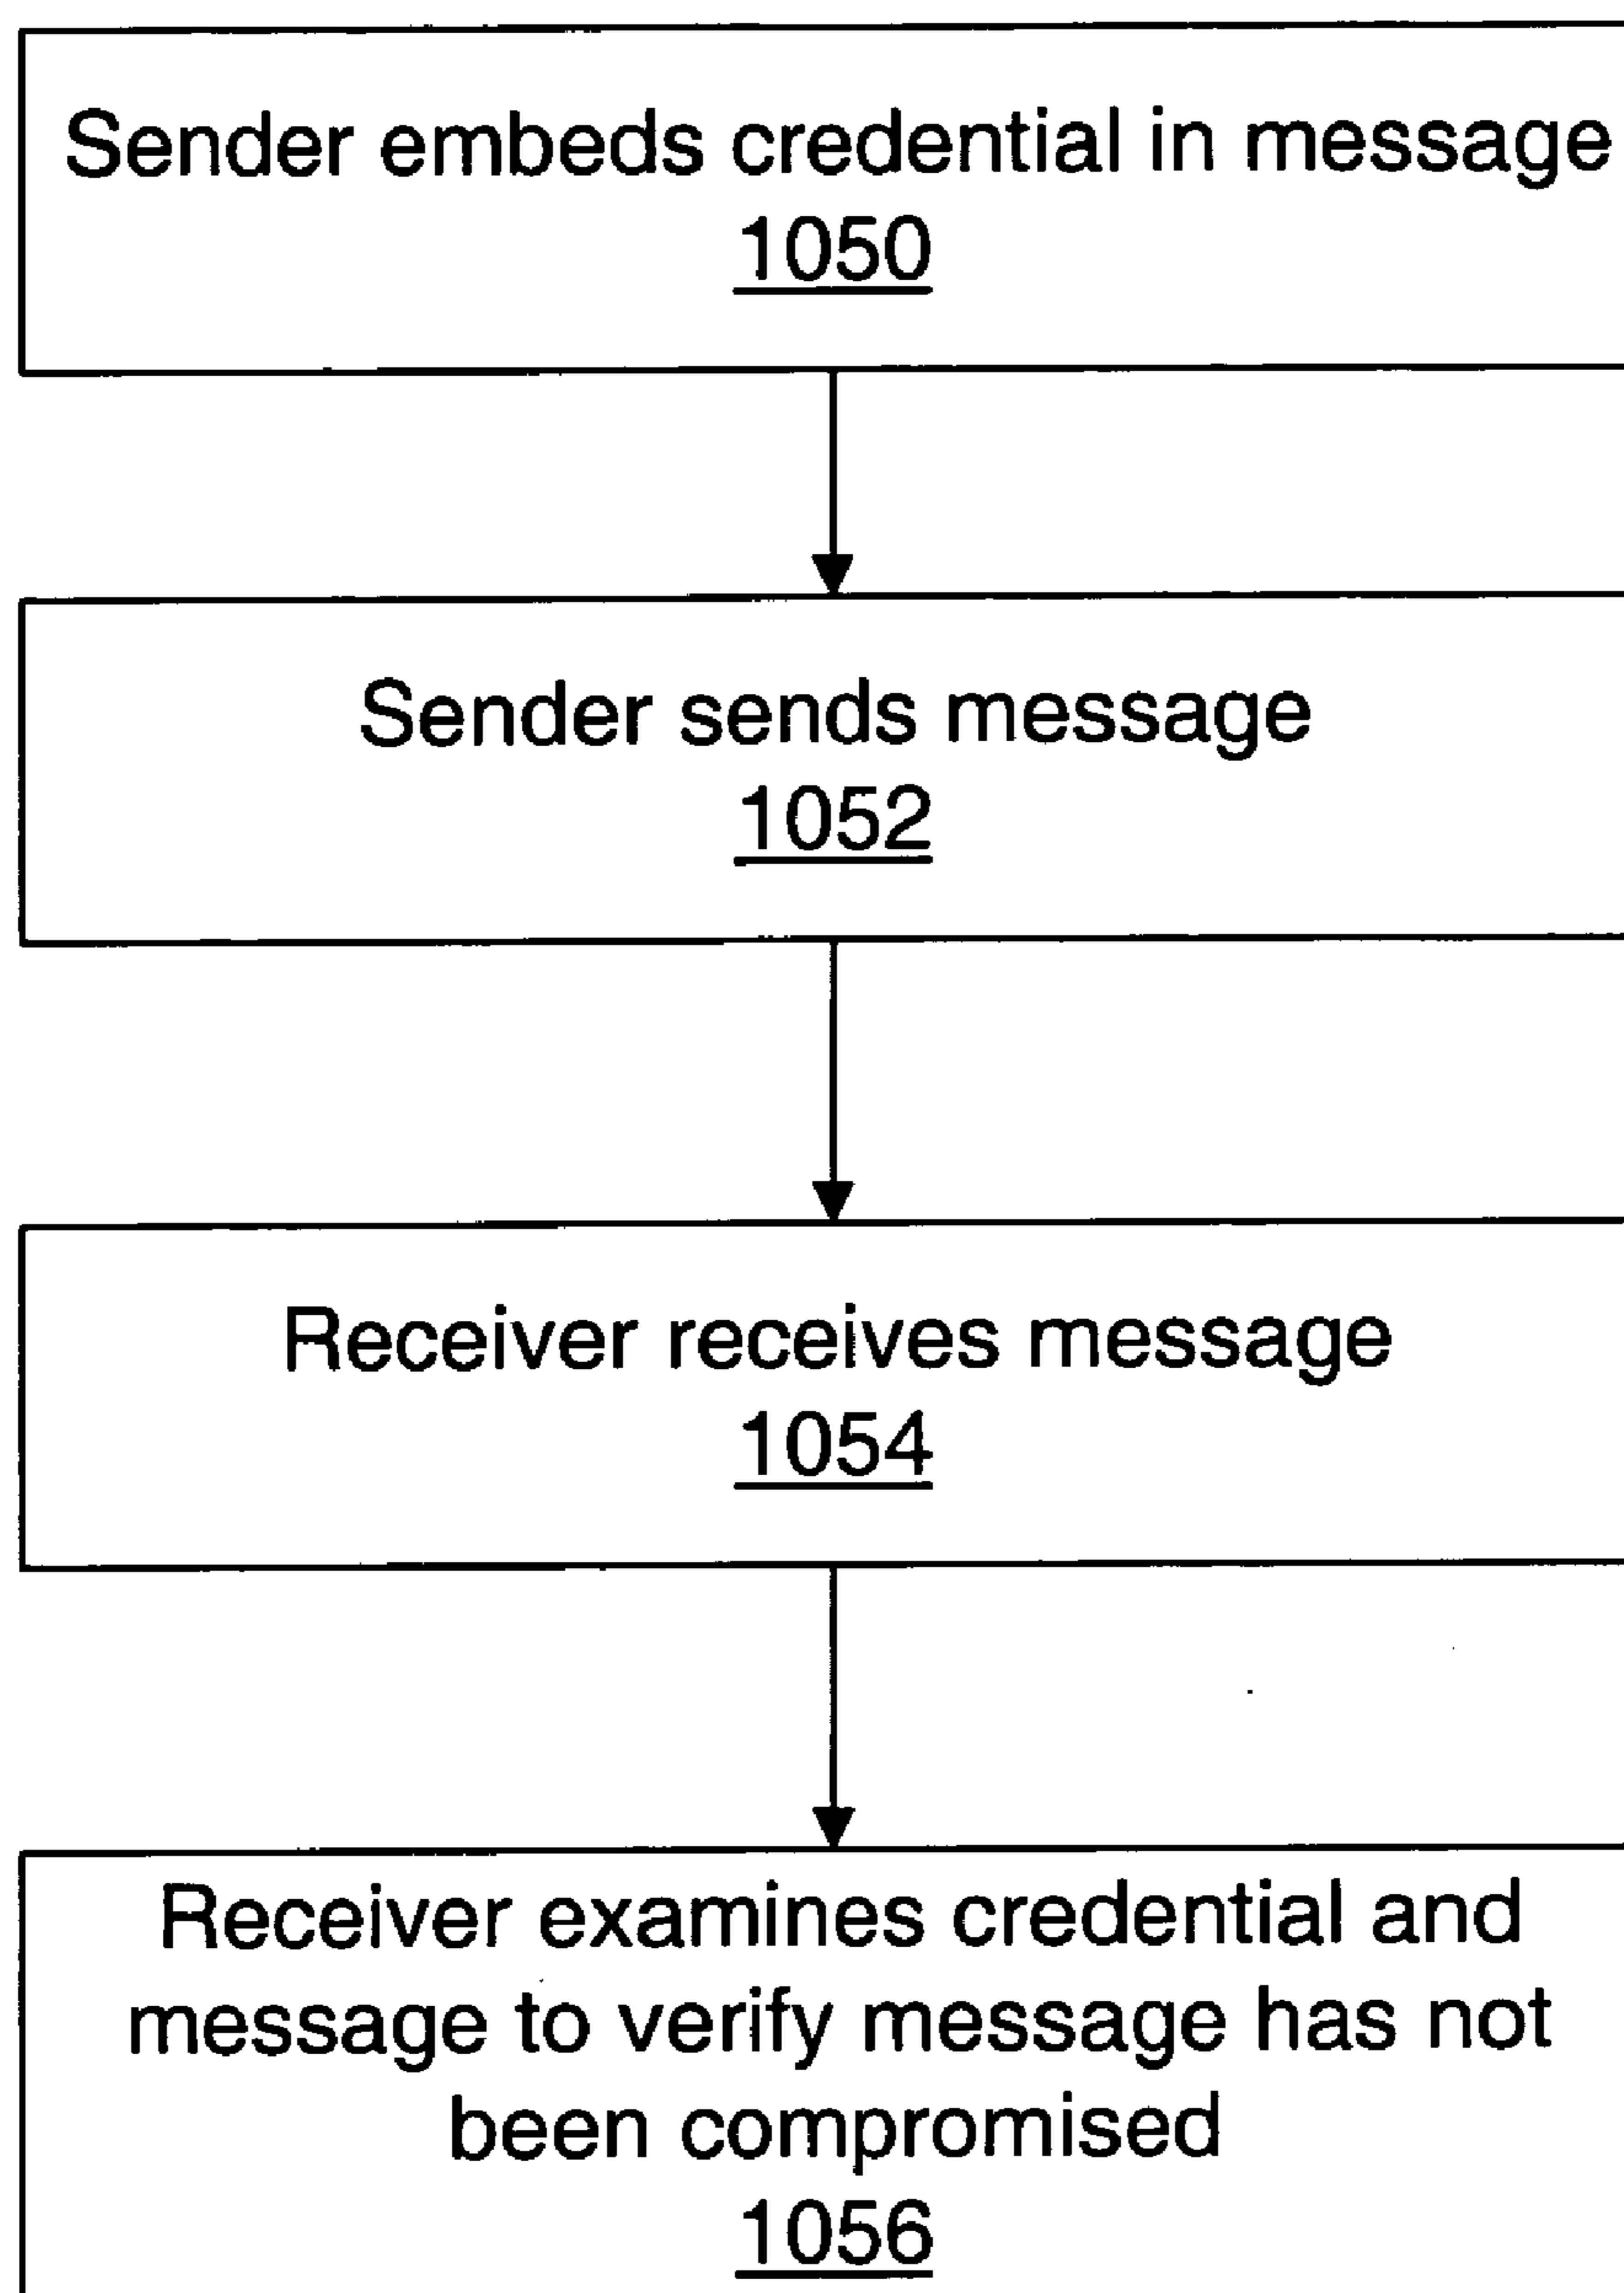 Sender embeds credential in message
1050
Sender sends message
1052
Receiver receives message
1054
Receiver examines credential and
message to verify message has not
been compromised
1056